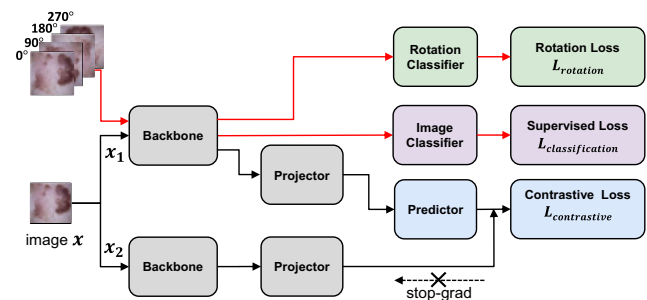 270°
180°
90°
0°
Rotation
Classifier
Rotation Loss
L_rotation
Backbone
Image
Classifier
Supervised Loss
L_classification
x_1
Projector
Predictor
Contrastive Loss
L_contrastive
image x
x_2
Backbone
Projector
stop-grad